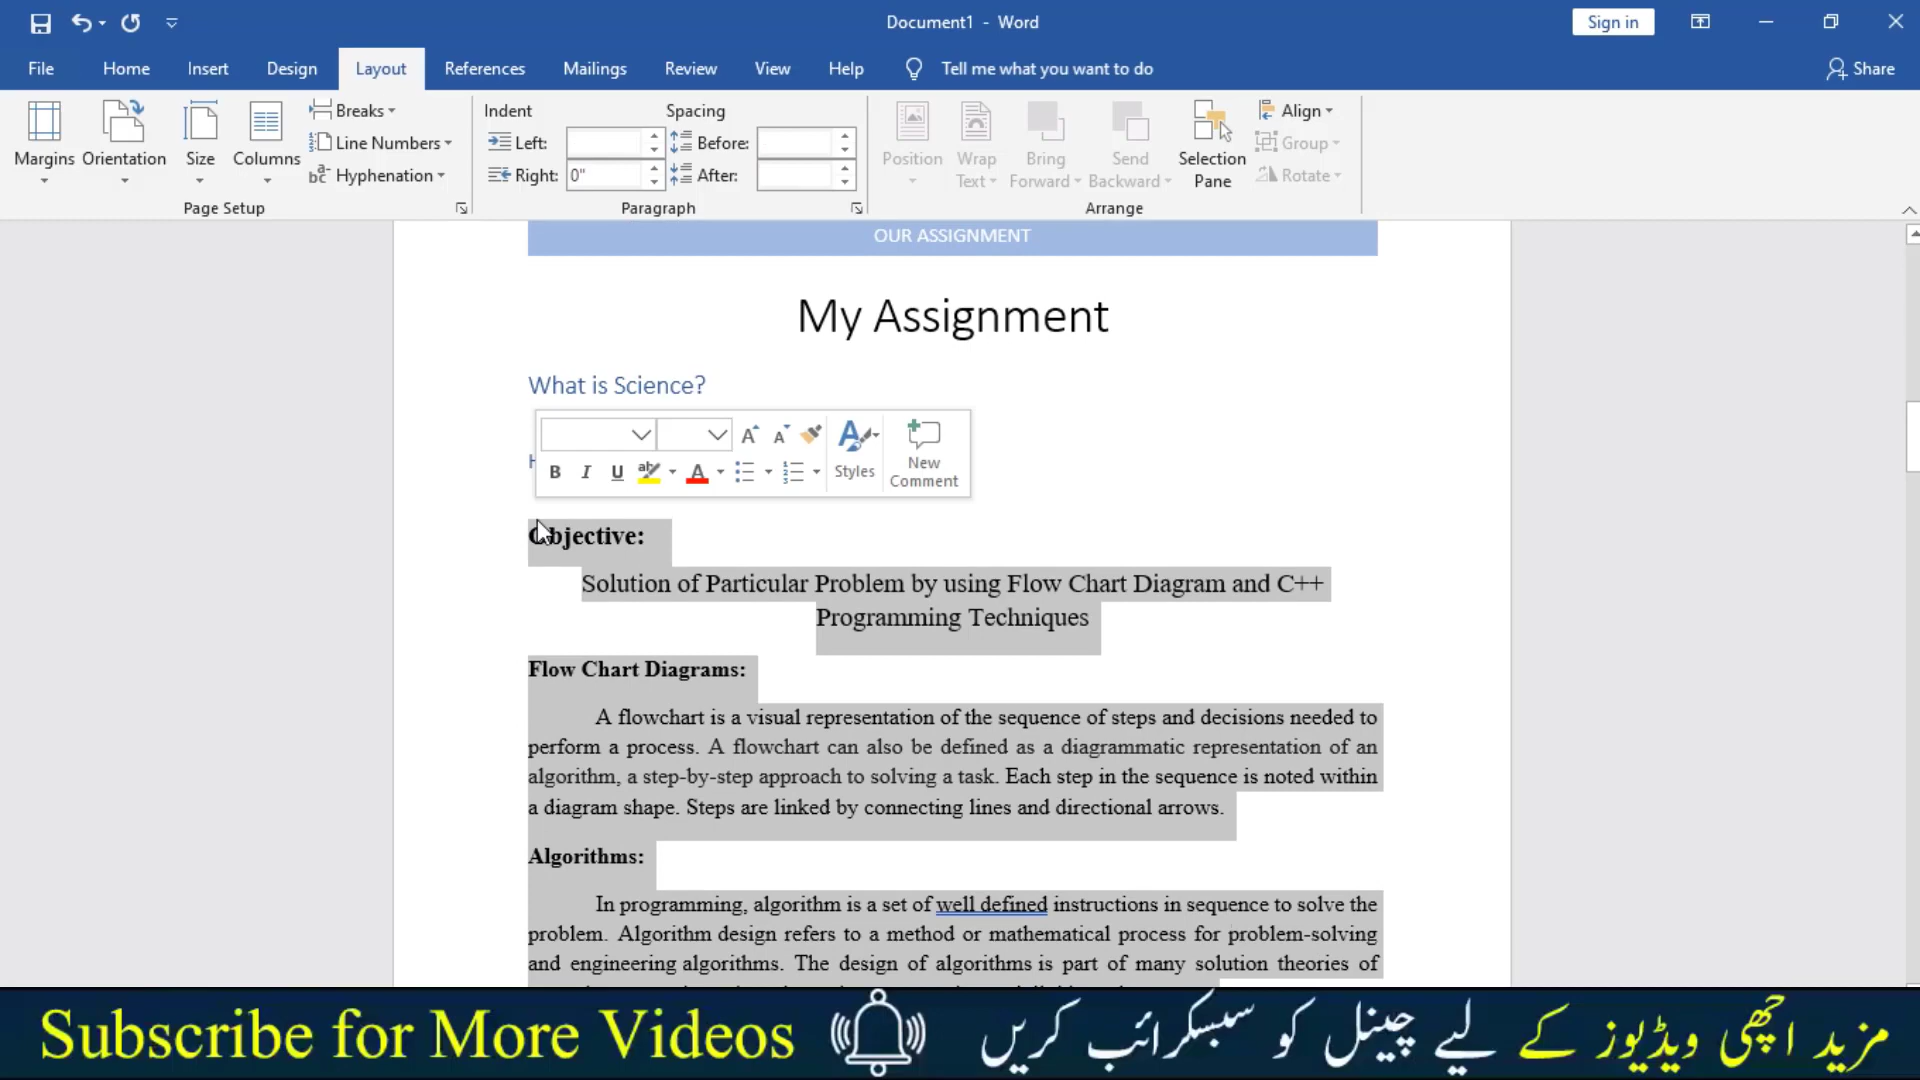 Document1 - Word
Sign in
File Home Insert Design Layout References Mailings Review View Help Tell me what you want to do Share
Margins Orientation Size Columns
Breaks
Line Numbers
Hyphenation
Page Setup
Indent Spacing
Left: Before:
Right: 0" After:
Paragraph
Position Wrap Text Bring Forward Send Backward Selection Pane
Align
Group
Rotate
Arrange
OUR ASSIGNMENT
My Assignment
What is Science?
Styles
New Comment
Objective:
Solution of Particular Problem by using Flow Chart Diagram and C++
Programming Techniques
Flow Chart Diagrams:
A flowchart is a visual representation of the sequence of steps and decisions needed to
perform a process. A flowchart can also be defined as a diagrammatic representation of an
algorithm, a step-by-step approach to solving a task. Each step in the sequence is noted within
a diagram shape. Steps are linked by connecting lines and directional arrows.
Algorithms:
In programming, algorithm is a set of well defined instructions in sequence to solve the
problem. Algorithm design refers to a method or mathematical process for problem-solving
and engineering algorithms. The design of algorithms is part of many solution theories of
Subscribe for More Videos
مزید اچھی ویڈیوز کے لیے چینل کو سبسکرائب کریں